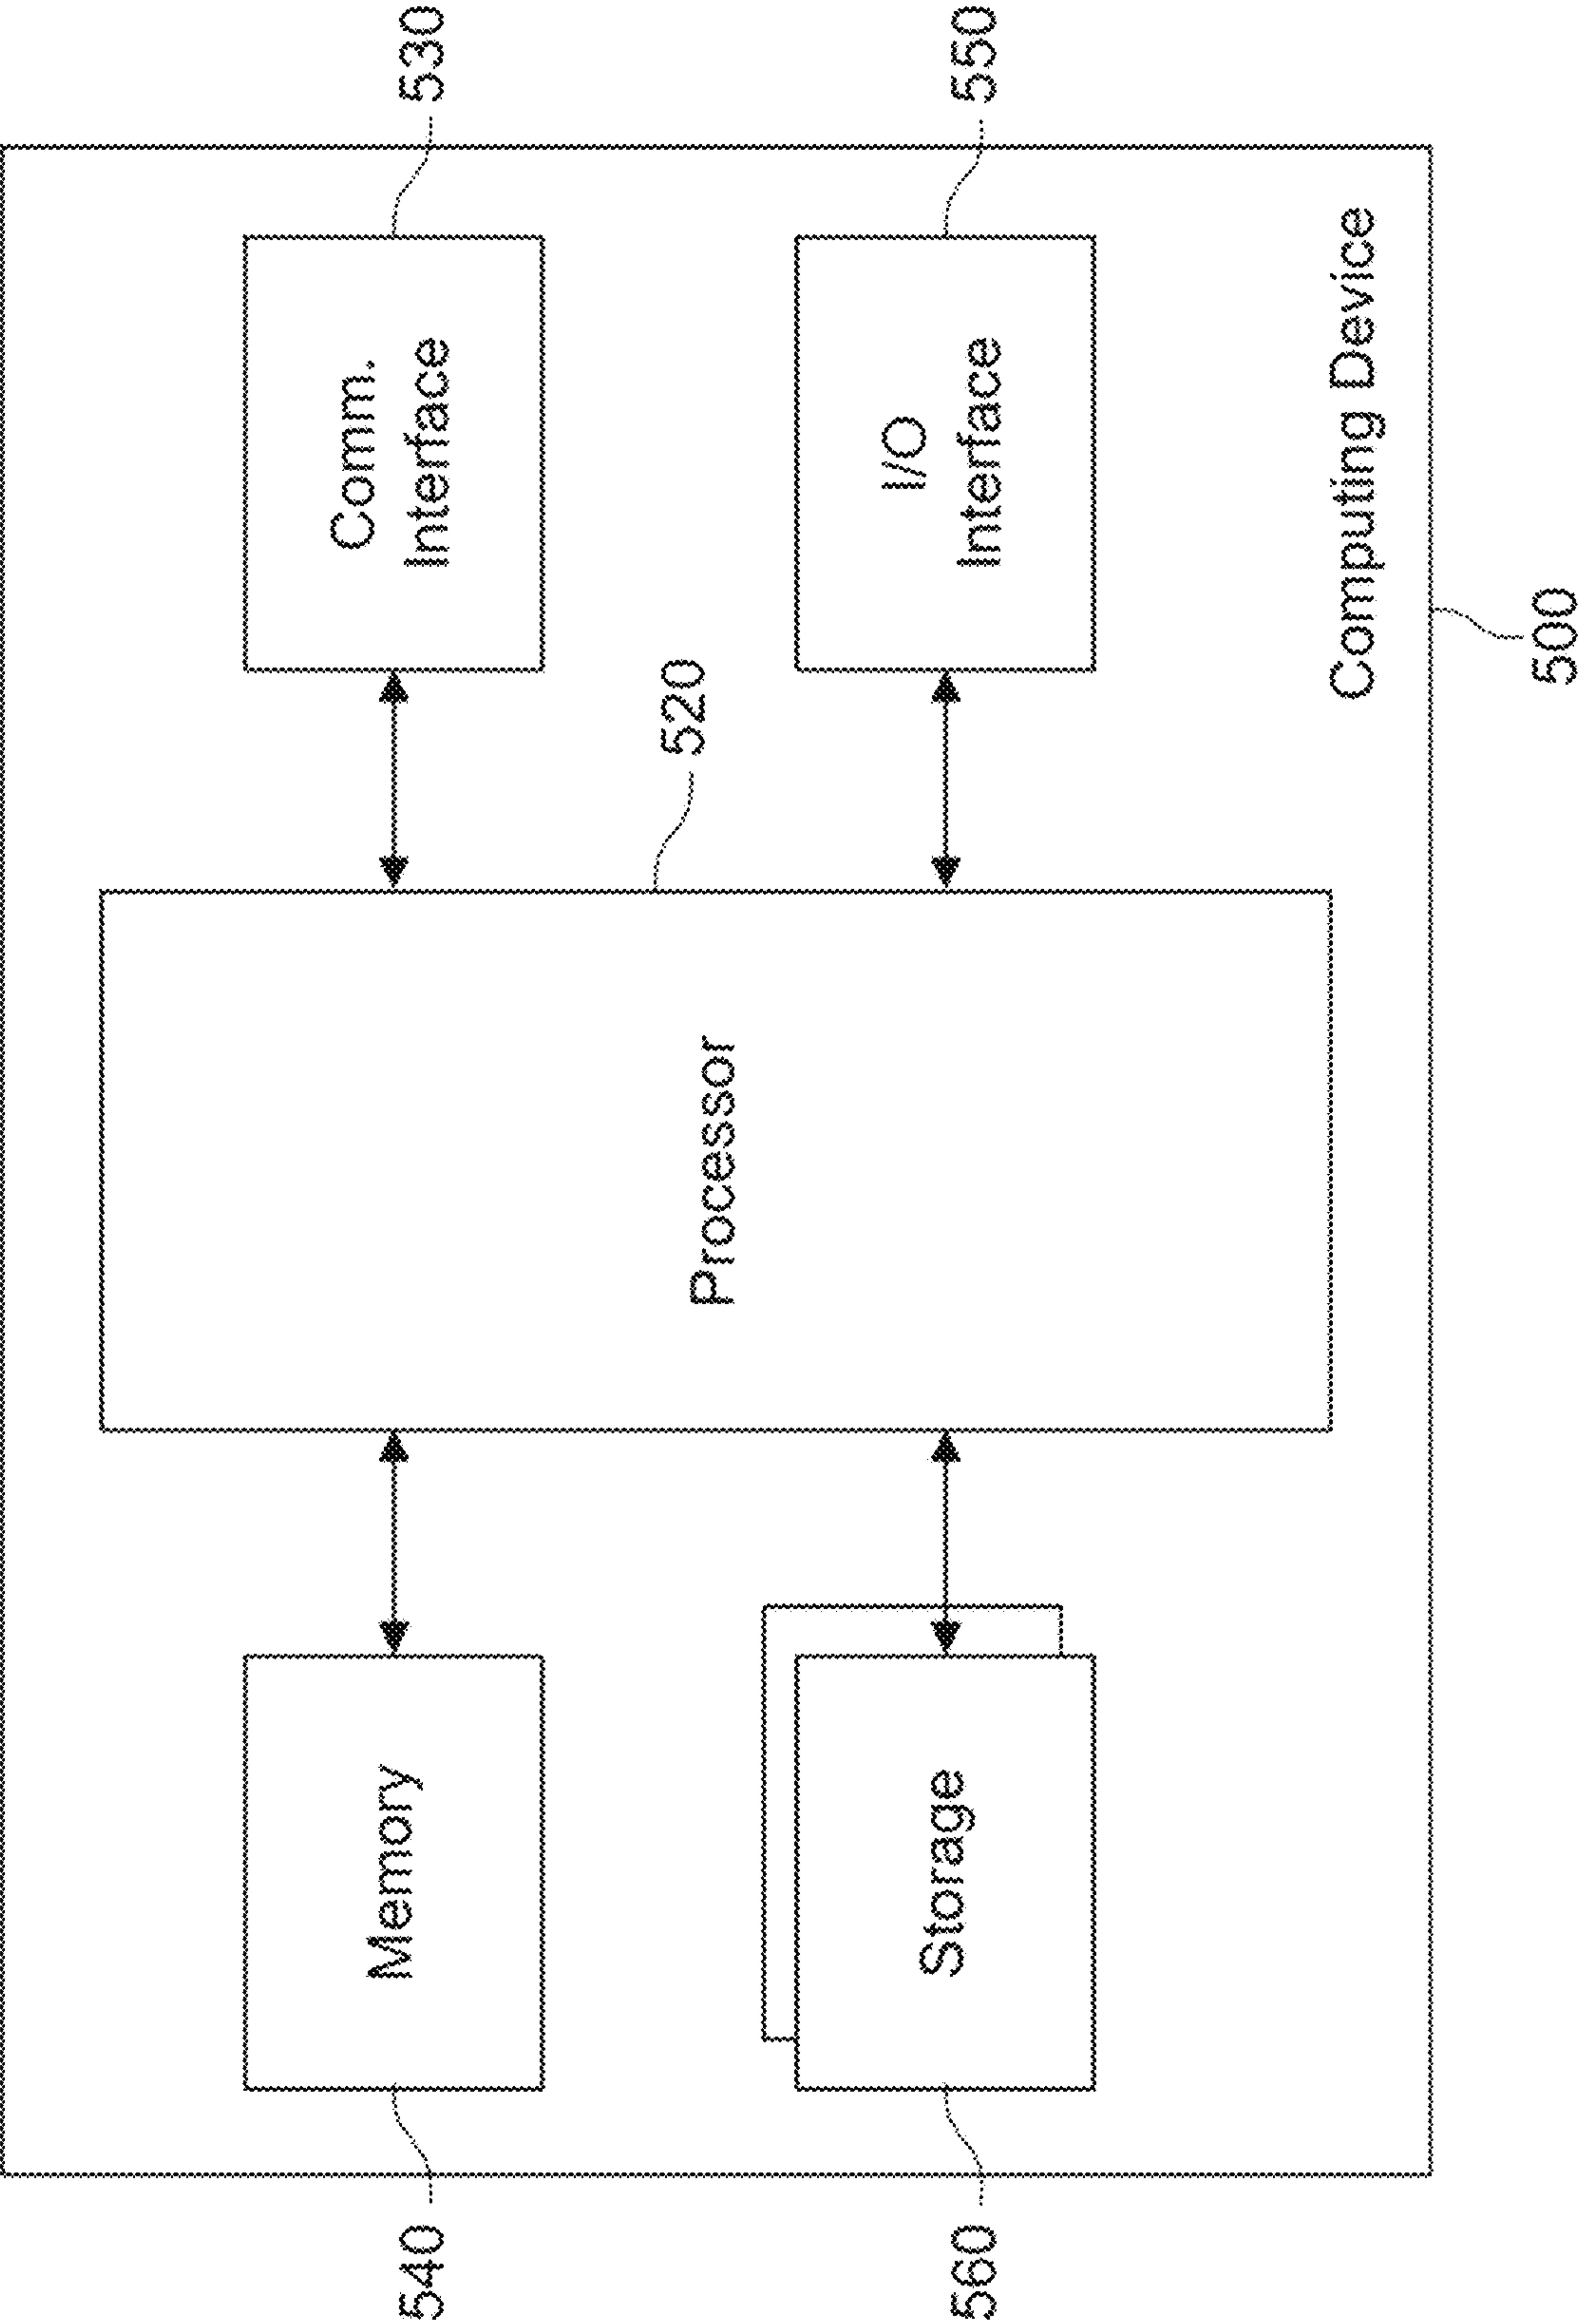 540
Memory
Processor
Comm.
Interface
530
520
560
Storage
I/O
Interface
550
Computing Device
500